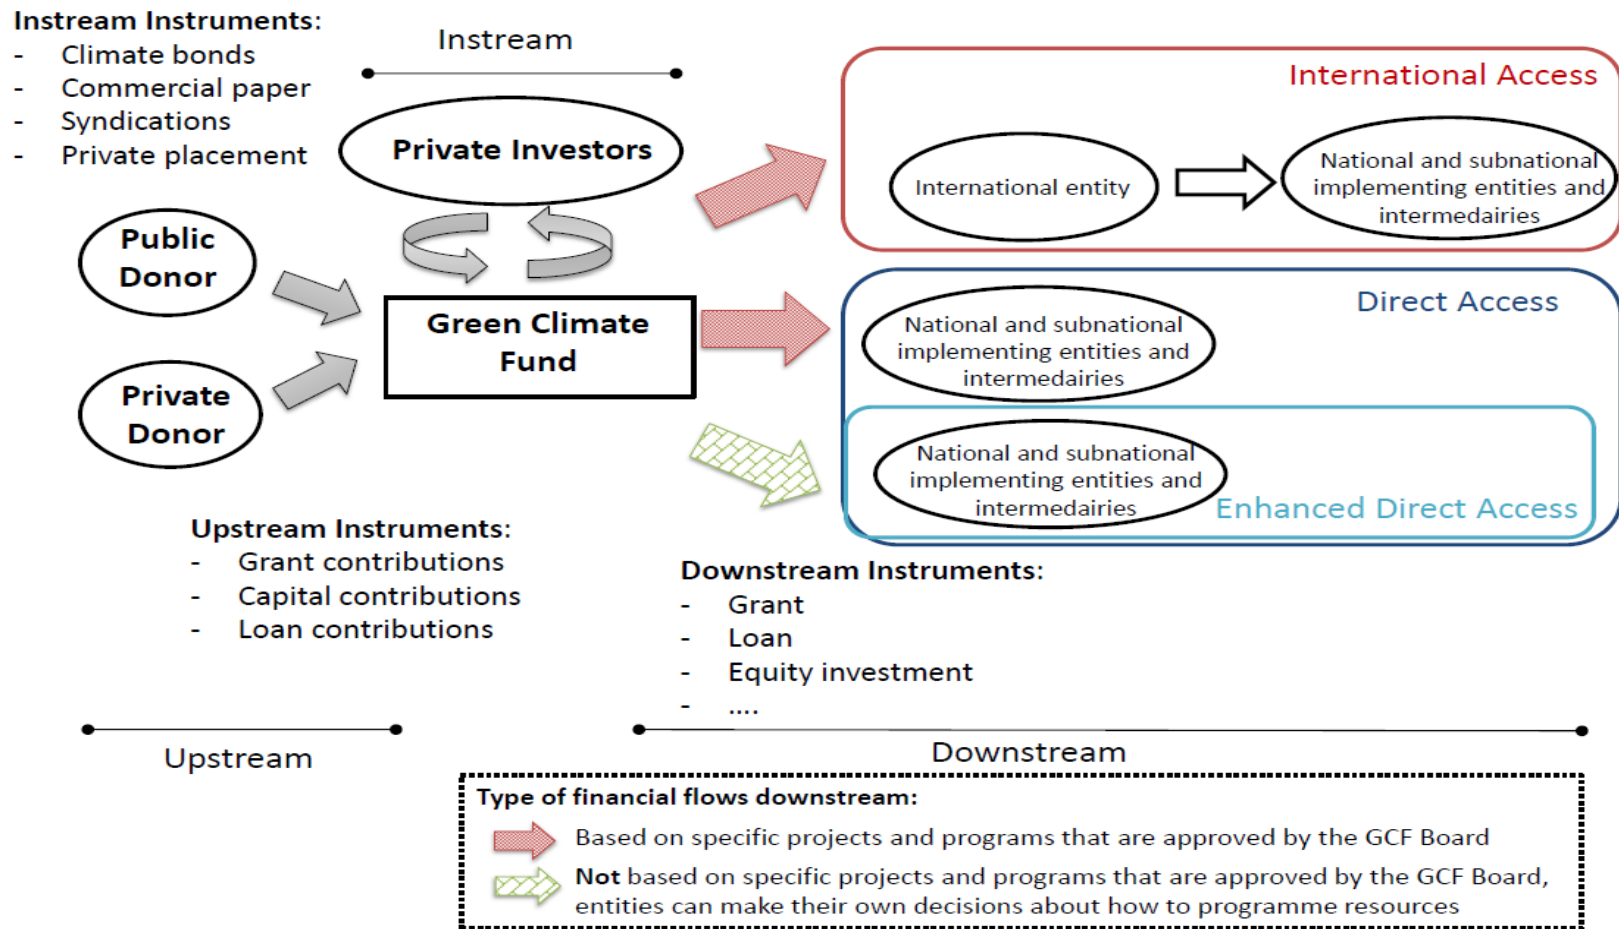 Instream Instruments:
- Climate bonds
- Commercial paper
- Syndications
- Private placement
Instream
Private Investors
Public
Donor
Private
Donor
Green Climate
Fund
International Access
International entity
National and subnational
implementing entities and
intermedairies
Direct Access
National and subnational
implementing entities and
intermedairies
National and subnational
implementing entities and
intermedairies
Enhanced Direct Access
Upstream Instruments:
- Grant contributions
- Capital contributions
- Loan contributions
Downstream Instruments:
- Grant
- Loan
- Equity investment
- ....
Upstream
Downstream
Type of financial flows downstream:
Based on specific projects and programs that are approved by the GCF Board
Not based on specific projects and programs that are approved by the GCF Board,
entities can make their own decisions about how to programme resources